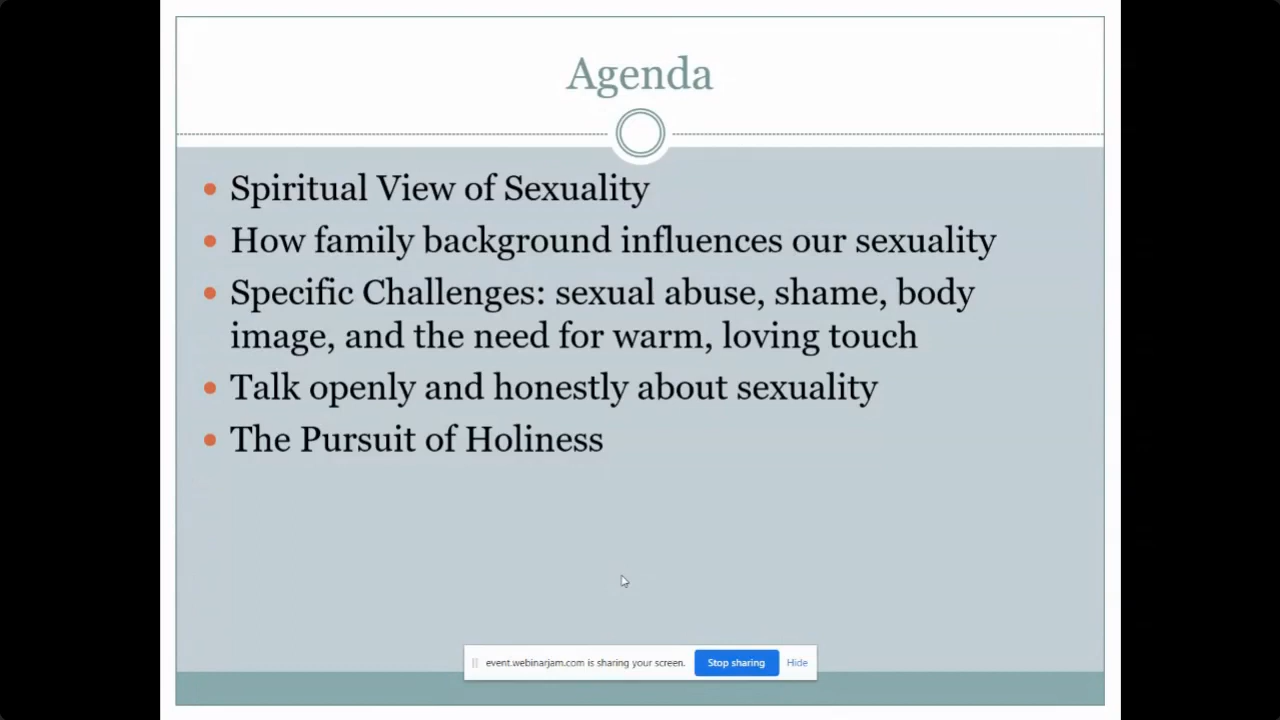 Agenda
Spiritual View of Sexuality
How family background influences our sexuality
Specific Challenges: sexual abuse, shame, body
image, and the need for warm, loving touch
Talk openly and honestly about sexuality
The Pursuit of Holiness
event.webinarjam.com is sharing your screen. Stop sharing Hide